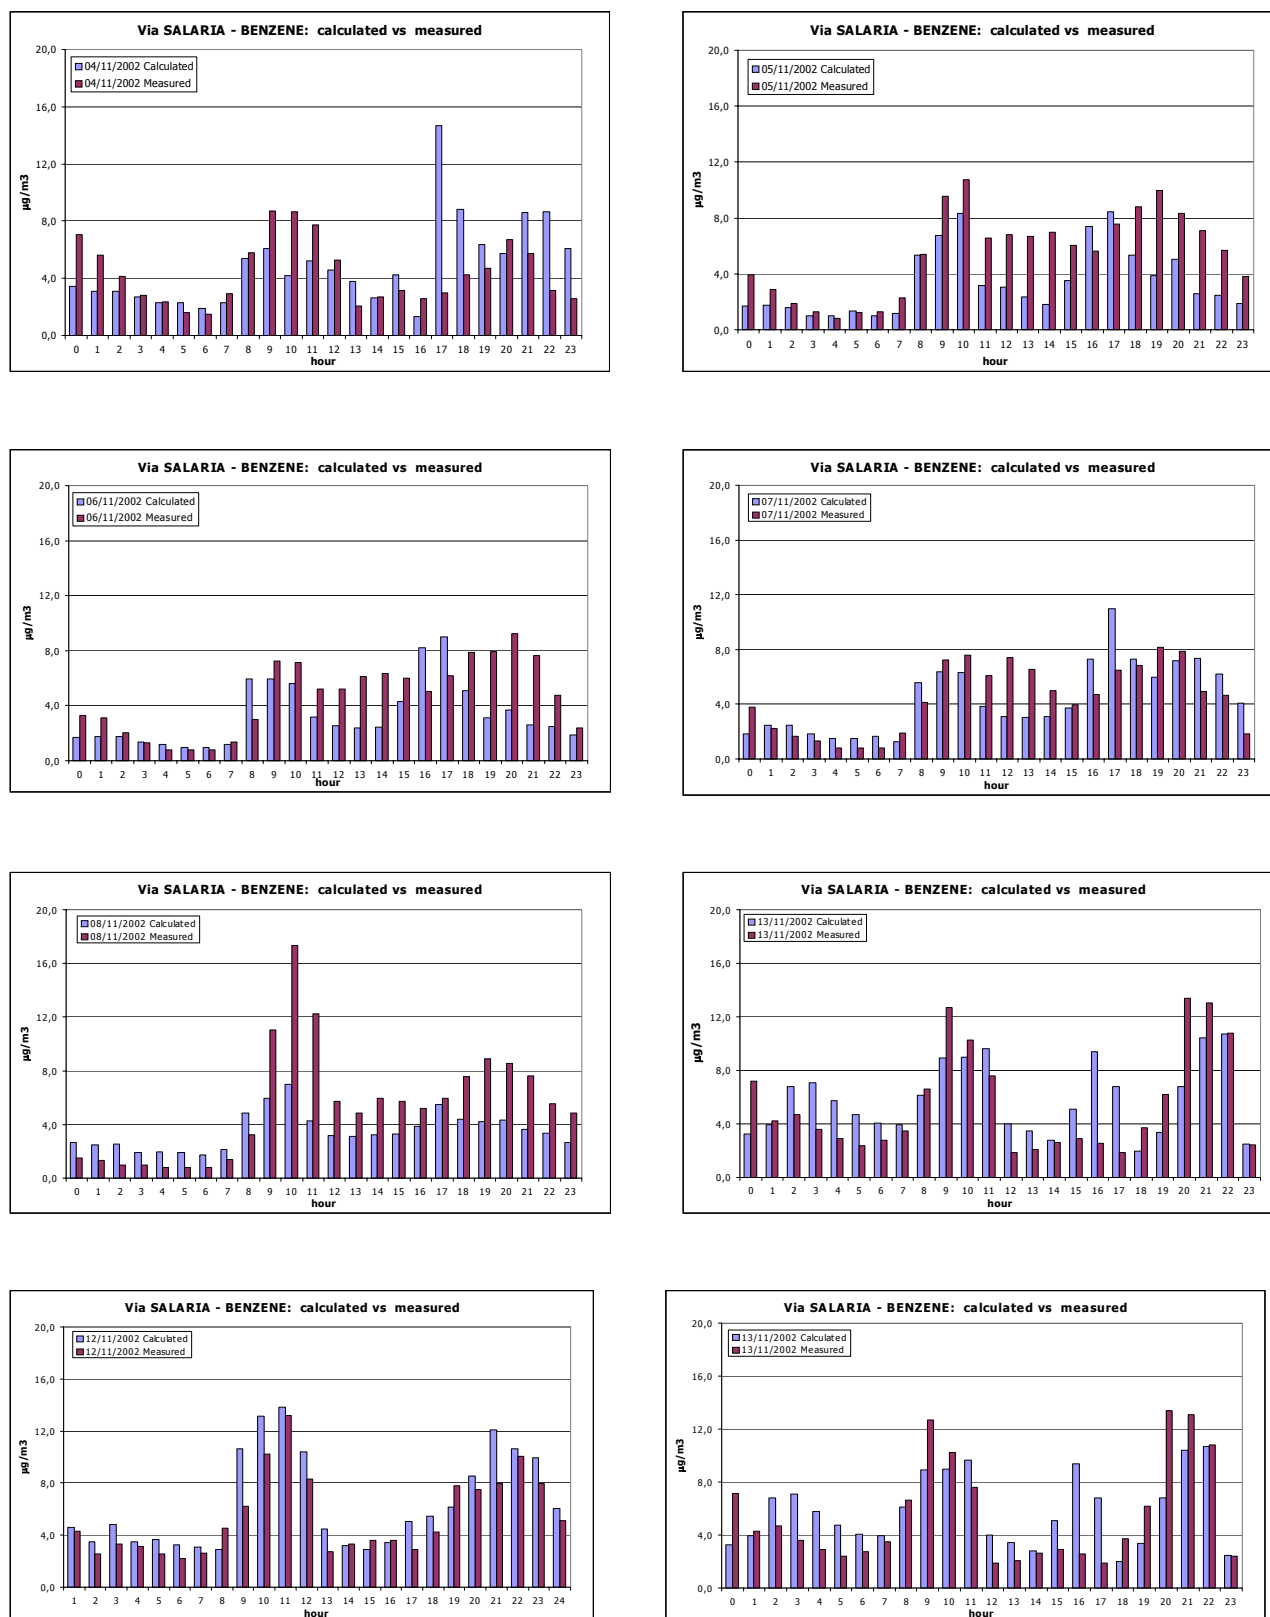 Via SALARIA - BENZENE: calculated vs measured
04/11/2002 Calculated
04/11/2002 Measured
20,0
16,0
12,0
8,0
4,0
0,0
µg/m3
0 1 2 3 4 5 6 7 8 9 10 11 12 13 14 15 16 17 18 19 20 21 22 23
hour
Via SALARIA - BENZENE: calculated vs measured
05/11/2002 Calculated
05/11/2002 Measured
20,0
16,0
12,0
8,0
4,0
0,0
µg/m3
0 1 2 3 4 5 6 7 8 9 10 11 12 13 14 15 16 17 18 19 20 21 22 23
hour
Via SALARIA - BENZENE: calculated vs measured
06/11/2002 Calculated
06/11/2002 Measured
20,0
16,0
12,0
8,0
4,0
0,0
µg/m3
0 1 2 3 4 5 6 7 8 9 10 11 12 13 14 15 16 17 18 19 20 21 22 23
hour
Via SALARIA - BENZENE: calculated vs measured
07/11/2002 Calculated
07/11/2002 Measured
20,0
16,0
12,0
8,0
4,0
0,0
µg/m3
0 1 2 3 4 5 6 7 8 9 10 11 12 13 14 15 16 17 18 19 20 21 22 23
hour
Via SALARIA - BENZENE: calculated vs measured
08/11/2002 Calculated
08/11/2002 Measured
20,0
16,0
12,0
8,0
4,0
0,0
µg/m3
0 1 2 3 4 5 6 7 8 9 10 11 12 13 14 15 16 17 18 19 20 21 22 23
hour
Via SALARIA - BENZENE: calculated vs measured
13/11/2002 Calculated
13/11/2002 Measured
20,0
16,0
12,0
8,0
4,0
0,0
µg/m3
0 1 2 3 4 5 6 7 8 9 10 11 12 13 14 15 16 17 18 19 20 21 22 23
hour
Via SALARIA - BENZENE: calculated vs measured
12/11/2002 Calculated
12/11/2002 Measured
20,0
16,0
12,0
8,0
4,0
0,0
µg/m3
1 2 3 4 5 6 7 8 9 10 11 12 13 14 15 16 17 18 19 20 21 22 23 24
hour
Via SALARIA - BENZENE: calculated vs measured
13/11/2002 Calculated
13/11/2002 Measured
20,0
16,0
12,0
8,0
4,0
0,0
µg/m3
0 1 2 3 4 5 6 7 8 9 10 11 12 13 14 15 16 17 18 19 20 21 22 23
hour